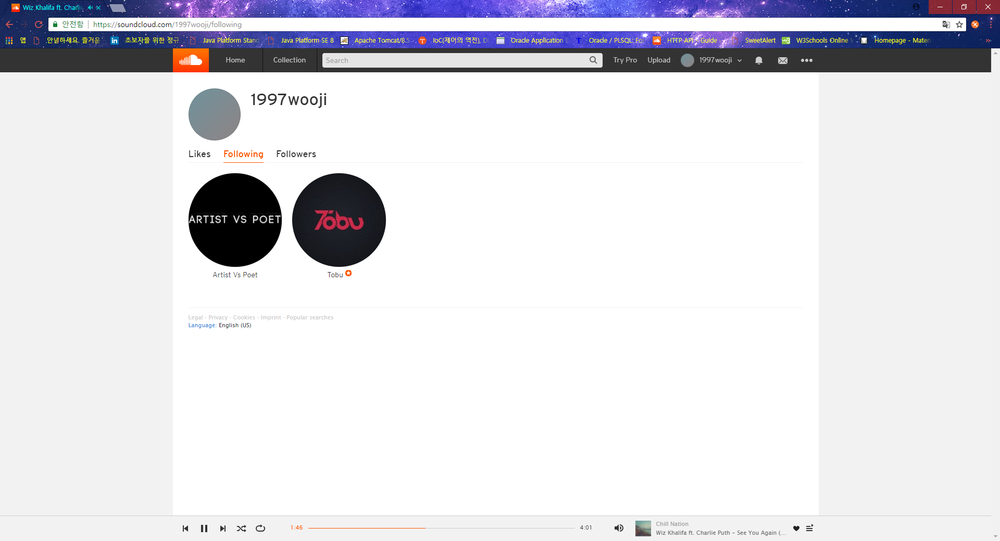 Wiz Khalifa ft. Charlie
안전함 https://soundcloud.com/1997wooji/following
앱 안녕하세요. 즐거운 초보자를 위한 정규 Java Platform Stand Java Platform SE 8 Apache Tomcat/8.5 IoC(제어의 역전), D Oracle Application Oracle / PLSQL: HTTP API - Guide SweetAlert W3Schools Online Homepage - Materi
Home Collection Search Try Pro Upload 1997wooji
1997wooji
Likes Following Followers
ARTIST VS POET Tobu
Artist Vs Poet Tobu
Legal - Privacy - Cookies - Imprint - Popular searches
Language: English (US)
1:46 4:01
Chill Nation
Wiz Khalifa ft. Charlie Puth – See You Again (...